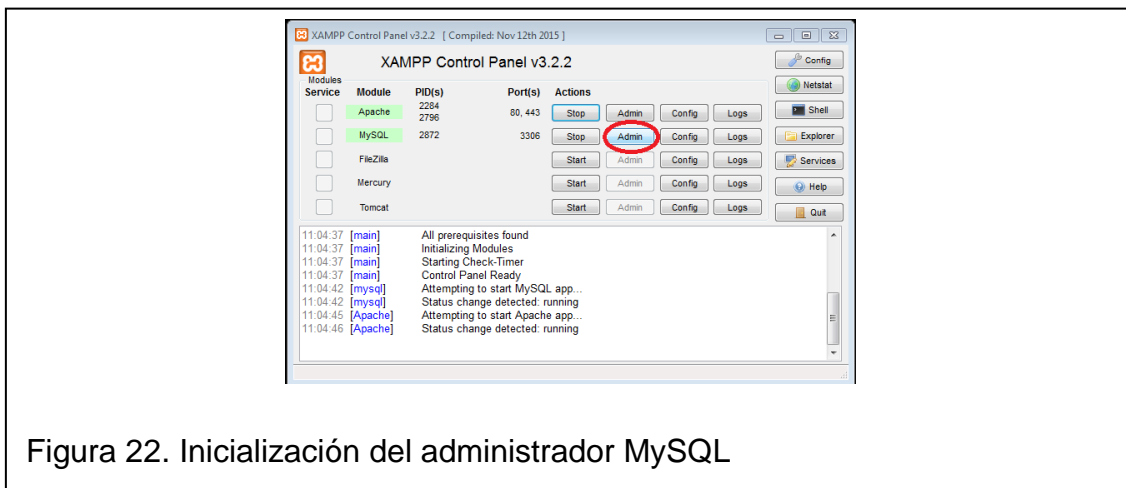 XAMPP Control Panel v3.2.2 [ Compiled: Nov 12th 2015 ]
XAMPP Control Panel v3.2.2
Config
Modules
Service Module PID(s) Port(s) Actions
Netstat
Apache 2284 2796 80, 443 Stop Admin Config Logs
Shell
MySQL 2872 3306 Stop Admin Config Logs
Explorer
FileZilla Start Admin Config Logs
Services
Mercury Start Admin Config Logs
Help
Tomcat Start Admin Config Logs
Quit
11:04:37 [main] All prerequisites found
11:04:37 [main] Initializing Modules
11:04:37 [main] Starting Check-Timer
11:04:37 [main] Control Panel Ready
11:04:42 [mysql] Attempting to start MySQL app...
11:04:42 [mysql] Status change detected: running
11:04:45 [Apache] Attempting to start Apache app...
11:04:46 [Apache] Status change detected: running
Figura 22. Inicialización del administrador MySQL